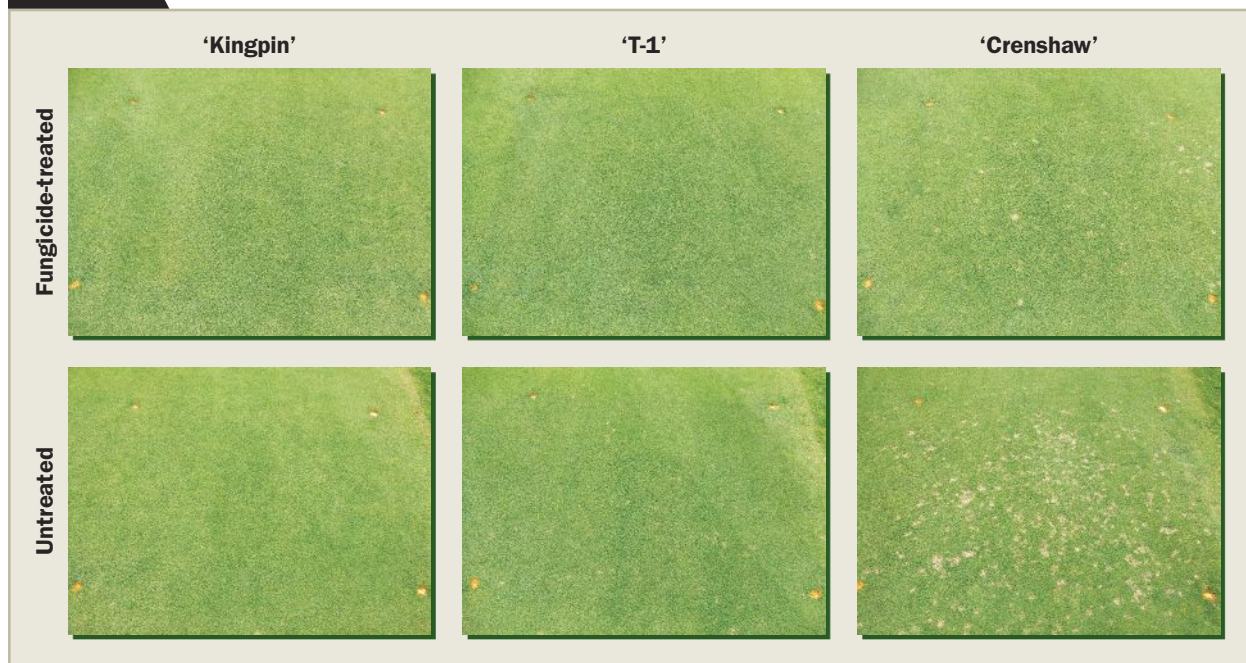 ‘Kingpin’
‘T-1’
‘Crenshaw’
Fungicide-treated
Untreated